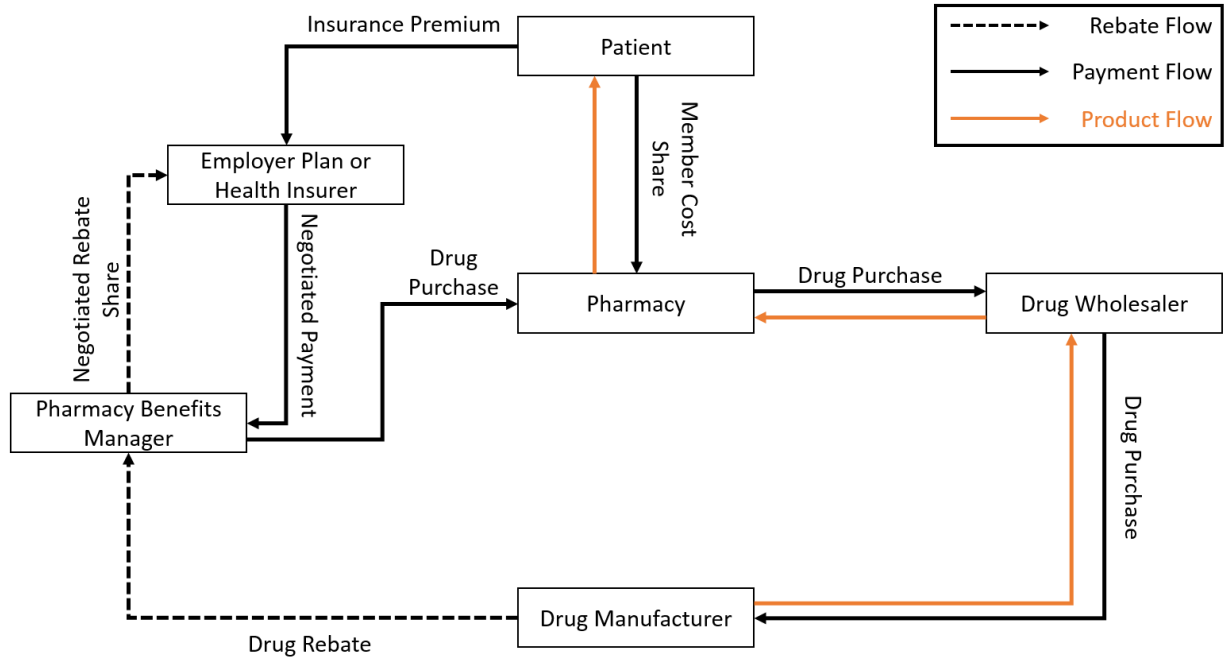 Insurance Premium
Patient
Rebate Flow
Payment Flow
Product Flow
Member Cost
Share
Employer Plan or
Health Insurer
Negotiated Rebate
Share
Negotiated Payment
Drug
Purchase
Pharmacy
Drug Purchase
Drug Wholesaler
Pharmacy Benefits
Manager
Drug Purchase
Drug Manufacturer
Drug Rebate